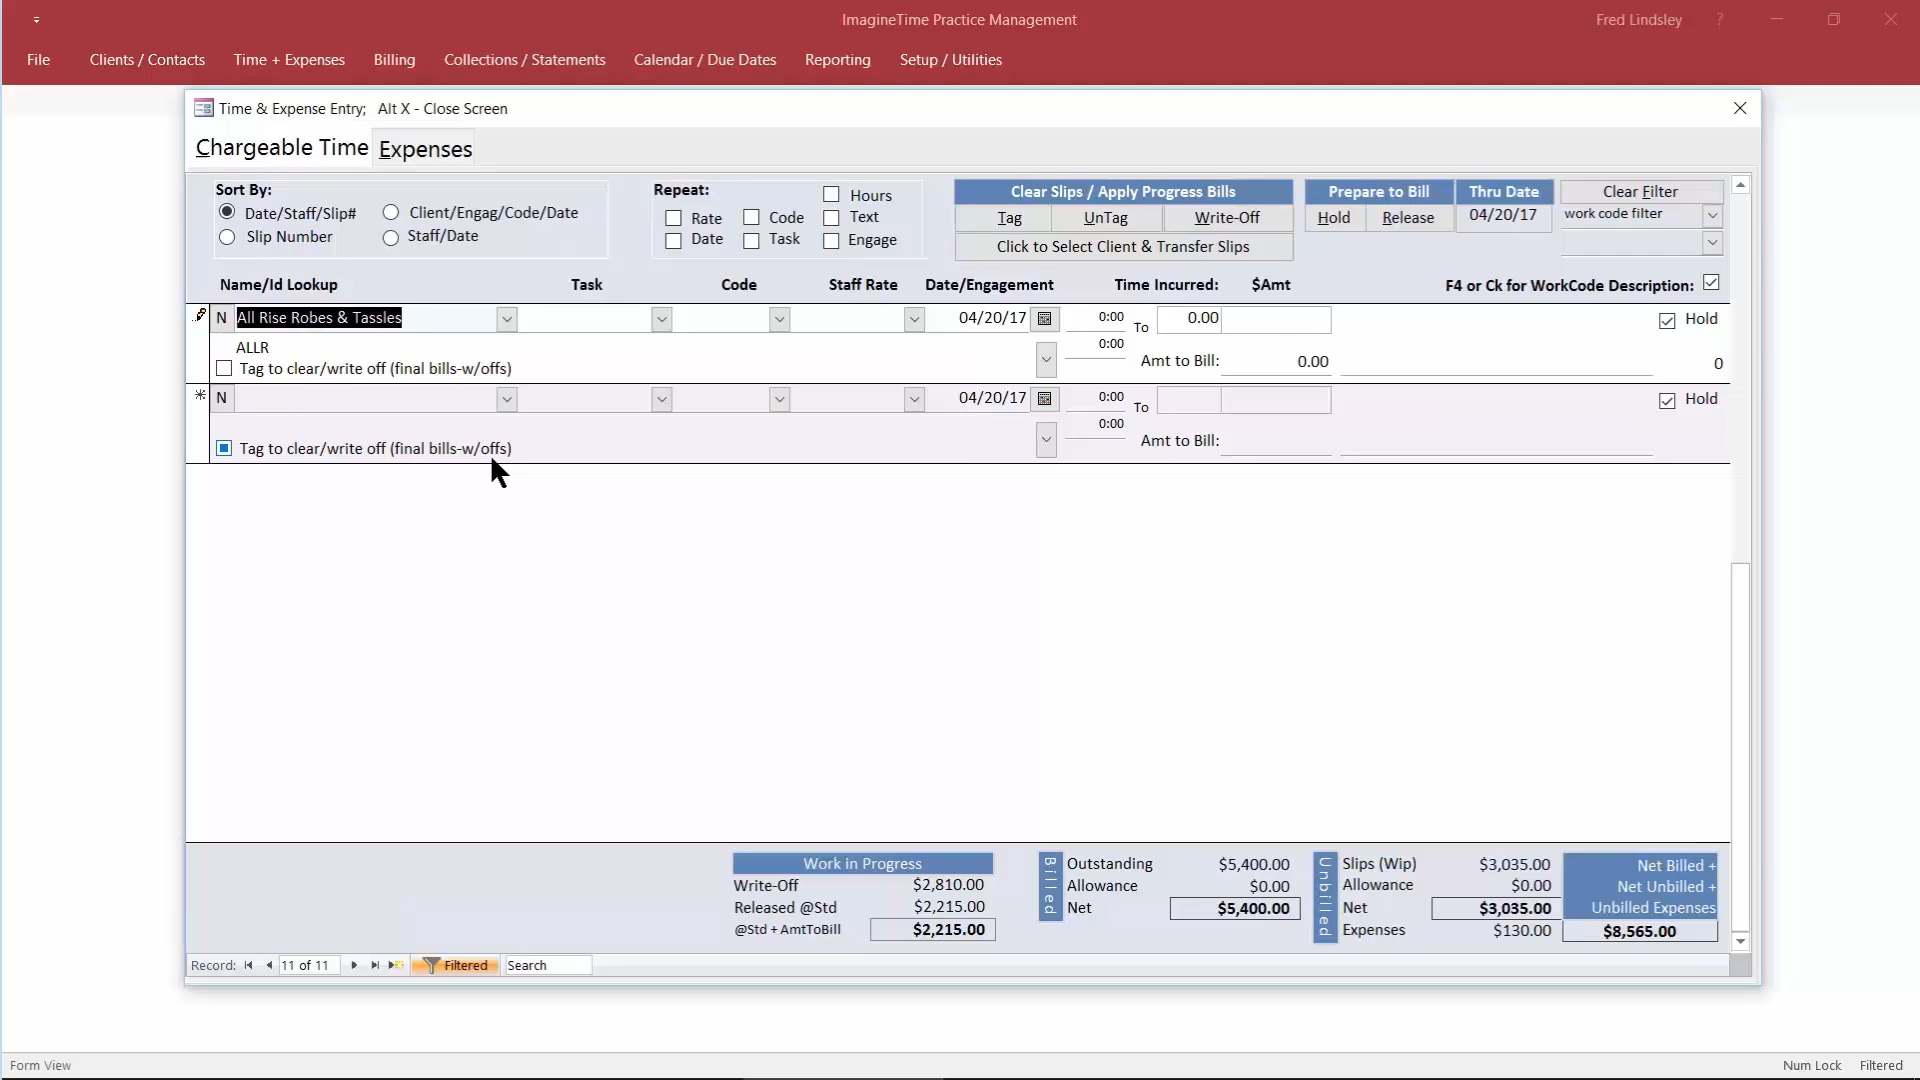 ImagineTime Practice Management
Fred Lindsley ?
File Clients / Contacts Time + Expenses Billing Collections / Statements Calendar / Due Dates Reporting Setup / Utilities
Time & Expense Entry; Alt X - Close Screen
Chargeable Time Expenses
Sort By:
Date/Staff/Slip# Client/Engag/Code/Date
Slip Number Staff/Date
Repeat:
Hours
Rate Code Text
Date Task Engage
Clear Slips / Apply Progress Bills
Tag UnTag Write-Off
Click to Select Client & Transfer Slips
Prepare to Bill Thru Date
Hold Release 04/20/17
Clear Filter
work code filter
Name/Id Lookup Task Code Staff Rate Date/Engagement Time Incurred: $Amt F4 or Ck for WorkCode Description:
N All Rise Robes & Tassles 04/20/17 0:00 To 0.00 Hold
ALLR 0:00
Tag to clear/write off (final bills-w/offs) Amt to Bill: 0.00 0
N 04/20/17 0:00 To Hold
0:00
Tag to clear/write off (final bills-w/offs) Amt to Bill:
Work in Progress
Write-Off $2,810.00
Released @Std $2,215.00
@Std + AmtToBill $2,215.00
Billed
Outstanding $5,400.00
Allowance $0.00
Net $5,400.00
Unbilled
Slips (Wip) $3,035.00
Allowance $0.00
Net $3,035.00
Expenses $130.00
Net Billed +
Net Unbilled +
Unbilled Expenses
$8,565.00
Record: 11 of 11 Filtered Search
Form View Num Lock Filtered